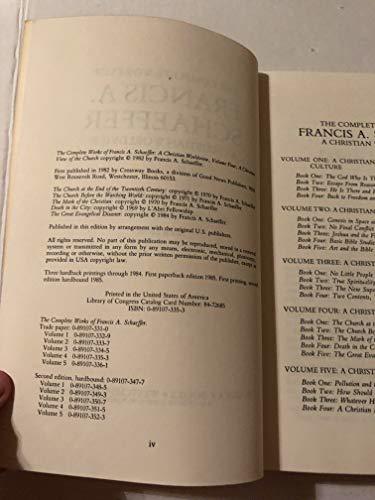 The Complete Works of Francis A. Schaeffer: A Christian Worldview, Volume Four, A Christian
View of the Church copyright © 1982 by Francis A. Schaeffer.
First published in 1982 by Crossway Books, a division of Good News Publishers, 9825
West Roosevelt Road, Westchester, Illinois 60153.
The Church at the End of the Twentieth Century: copyright © 1970 by Francis A. Schaeffer.
The Church Before the Watching World: copyright © 1971 by Francis A. Schaeffer.
The Mark of the Christian: copyright © 1970 by Francis A. Schaeffer.
Death in the City: copyright © 1969 by L'Abri Fellowship.
The Great Evangelical Disaster: copyright © 1984 by Francis A. Schaeffer.
Published in this edition by arrangement with the original U.S. publishers.
All rights reserved. No part of this publication may be reproduced, stored in a retrieval
system or transmitted in any form by any means, electronic, mechanical, photocopy,
recording or otherwise, without the prior written permission of the publisher, except as
provided in USA copyright law.
Three hardback printings through 1984. First paperback edition 1985. First printing, second
hardbound 1985.
Printed in the United States of America
Library of Congress Catalog Card Number: 84-72685
ISBN: 0-89107-335-3
The Complete Works of Francis A. Schaeffer.
Trade paper: 0-89107-331-0
Volume 1 0-89107-332-9
Volume 2 0-89107-333-7
Volume 3 0-89107-334-5
Volume 4 0-89107-335-3
Volume 5 0-89107-336-1
Second edition, hardbound: 0-89107-347-7
Volume 1 0-89107-348-5
Volume 2 0-89107-349-3
Volume 3 0-89107-350-7
Volume 4 0-89107-351-5
Volume 5 0-89107-352-3
iv
THE COMPLETE
FRANCIS A. S
A CHRISTIAN
VOLUME ONE: A CHRISTIAN
CULTURE
Book One: The God Who Is Th
Book Two: Escape From Reason
Book Three: He Is There and H
Book Four: Back to Freedom and
VOLUME TWO: A CHRISTIAN
Book One: Genesis in Space a
Book Two: No Final Conflict
Book Three: Joshua and the F
Book Four: Basic Bible Studi
Book Five: Art and the Bible
VOLUME THREE: A CHRISTIAN
Book One: No Little People
Book Two: True Spirituality
Book Three: The New Super
Book Four: Two Contents,
VOLUME FOUR: A CHRISTIAN
Book One: The Church at
Book Two: The Church Be
Book Three: The Mark of
Book Four: Death in the C
Book Five: The Great Evan
VOLUME FIVE: A CHRISTIAN
Book One: Pollution and t
Book Two: How Should
Book Three: Whatever H
Book Four: A Christian